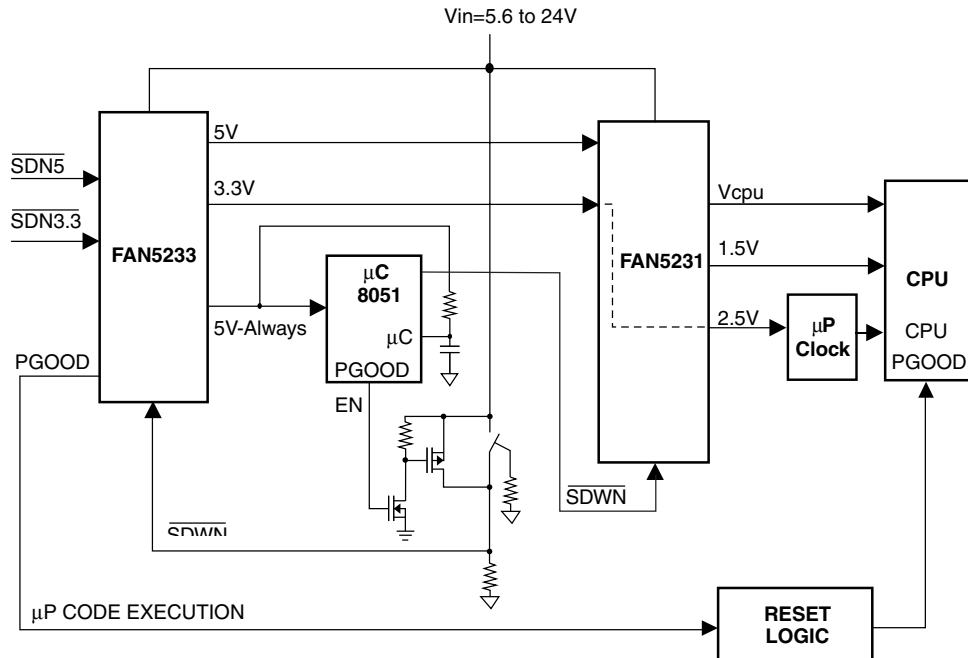 Vin=5.6 to 24V
SDN5
SDN3.3
FAN5233
5V
3.3V
5V-Always
PGOOD
μC
8051
μC
PGOOD
EN
SDWN
FAN5231
SDWN
Vcpu
1.5V
2.5V
μP
Clock
CPU
CPU
PGOOD
μP CODE EXECUTION
RESET
LOGIC